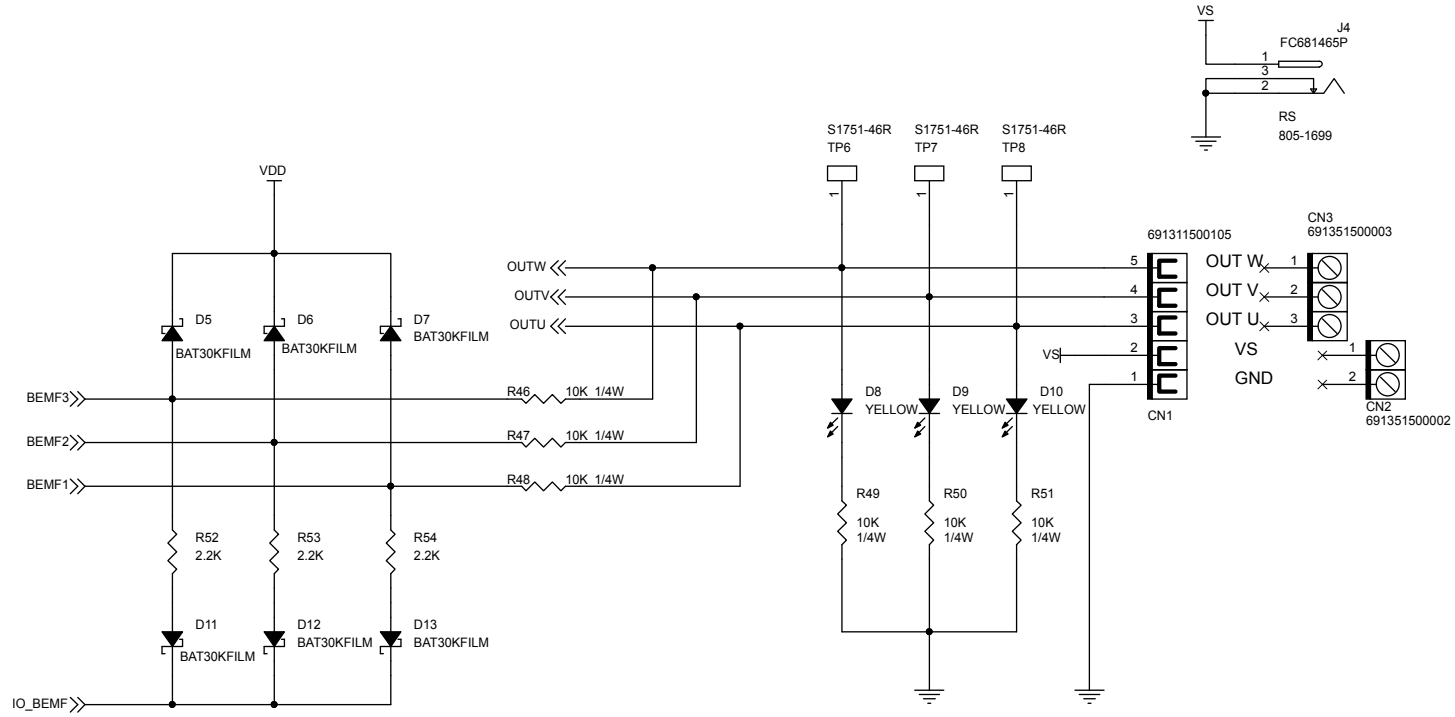 VS
J4
FC681465P
1
3
2
RS
805-1699
S1751-46R
TP6
S1751-46R
TP7
S1751-46R
TP8
1
1
1
VDD
CN3
691351500003
691311500105
OUTW
5
OUT W
1
OUTV
4
OUT V
2
OUTU
3
OUT U
3
VS
2
VS
1
1
GND
2
CN1
CN2
691351500002
D5
BAT30KFILM
D6
BAT30KFILM
D7
BAT30KFILM
BEMF3
R46
10K 1/4W
BEMF2
R47
10K 1/4W
BEMF1
R48
10K 1/4W
D8
YELLOW
D9
YELLOW
D10
YELLOW
R49
10K
1/4W
R50
10K
1/4W
R51
10K
1/4W
R52
2.2K
R53
2.2K
R54
2.2K
D11
BAT30KFILM
D12
BAT30KFILM
D13
BAT30KFILM
IO_BEMF